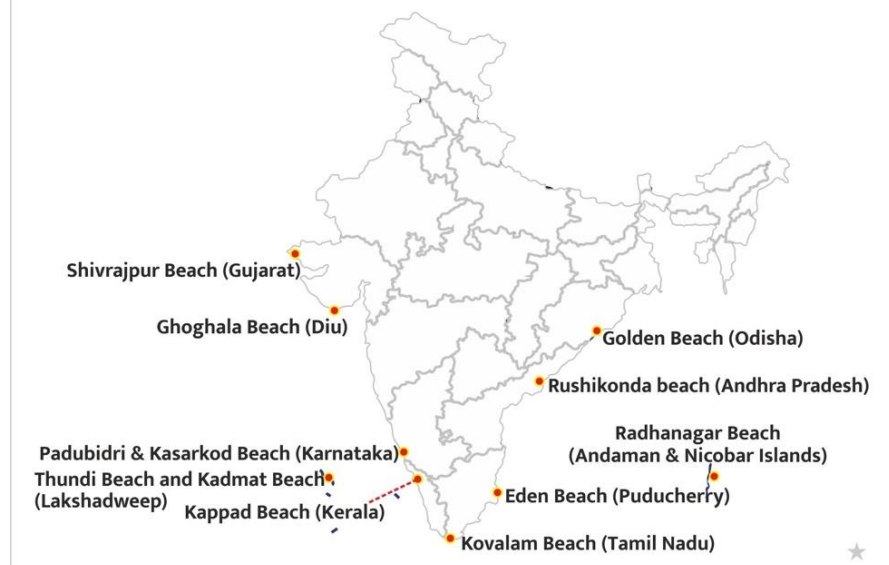 Shivrajpur Beach (Gujarat)
Ghoghala Beach (Diu)
Golden Beach (Odisha)
Rushikonda beach (Andhra Pradesh)
Radhanagar Beach
(Andaman & Nicobar Islands)
Padubidri & Kasarkod Beach (Karnataka)
Thundi Beach and Kadmat Beach
(Lakshadweep)
Kappad Beach (Kerala)
Eden Beach (Puducherry)
Kovalam Beach (Tamil Nadu)